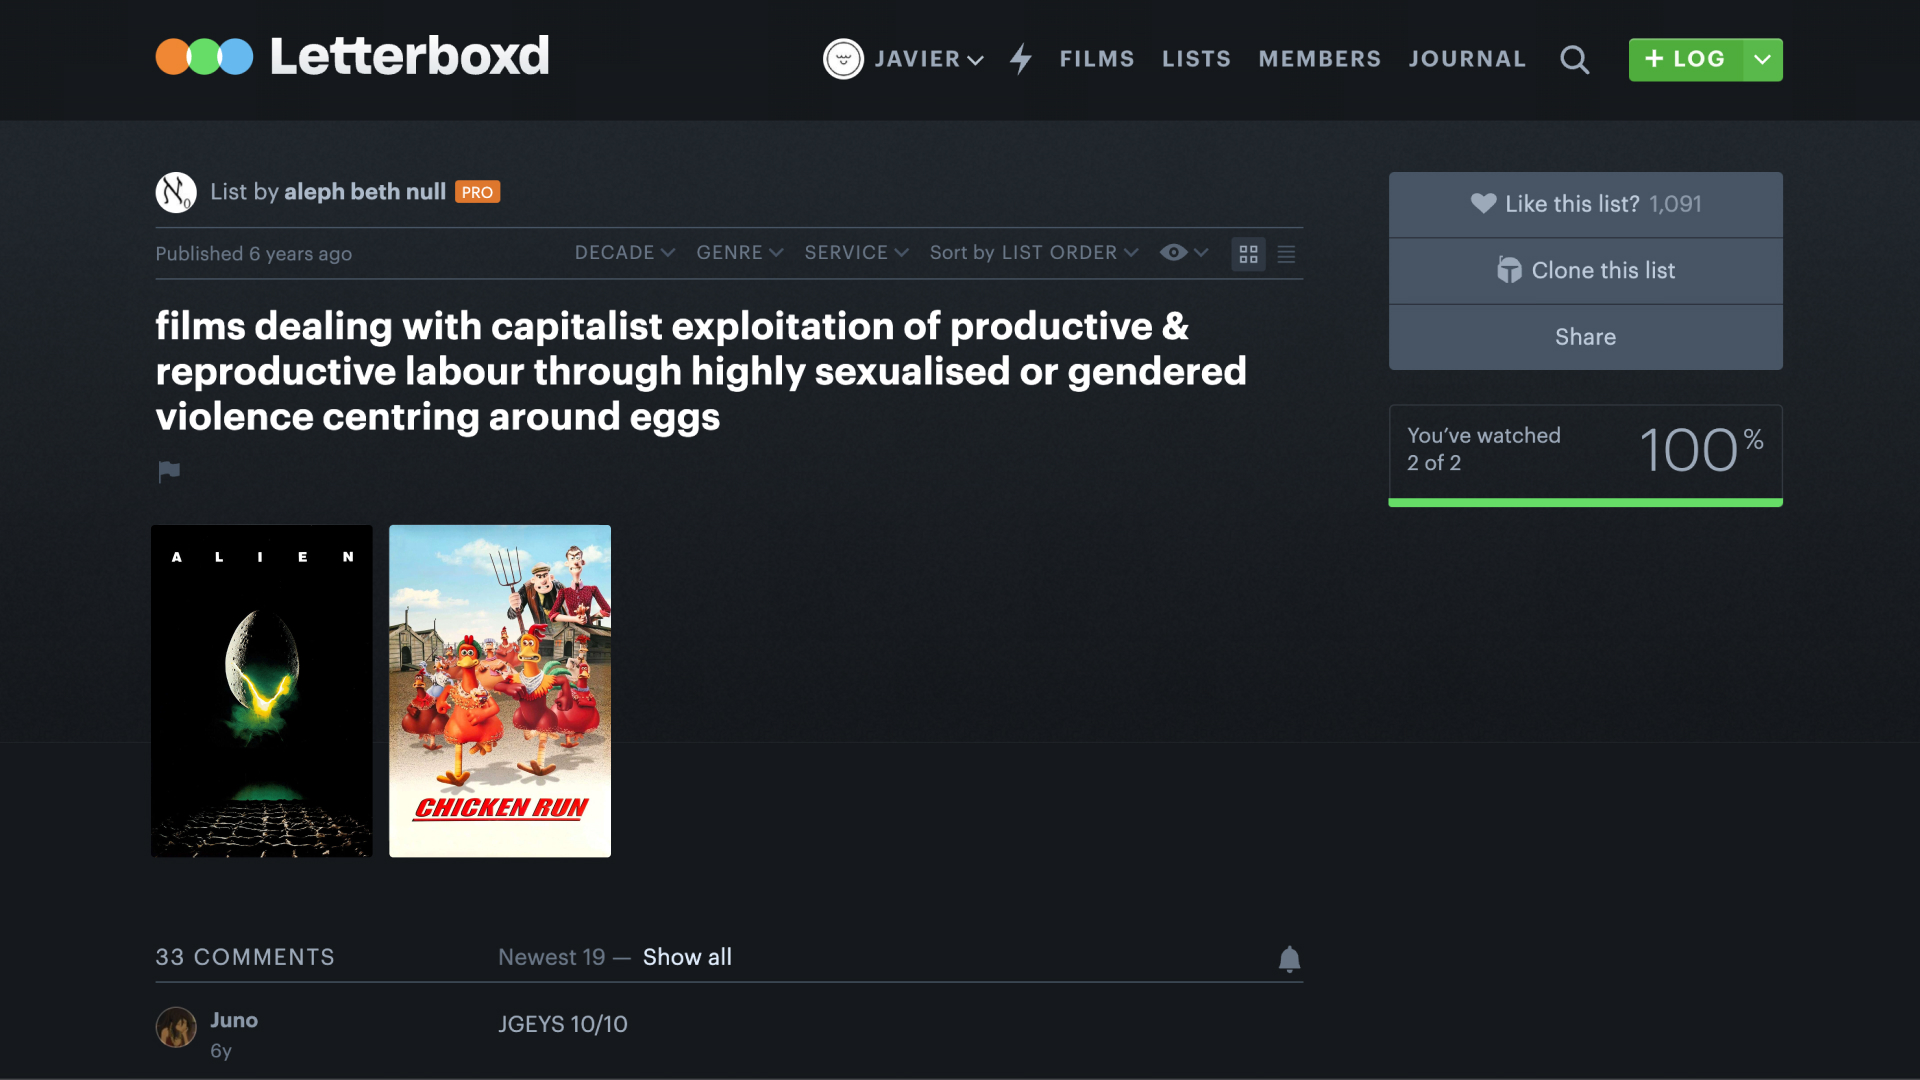 Letterboxd
JAVIER
FILMS
LISTS
MEMBERS
JOURNAL
+ LOG
ℵ0
List by aleph beth null PRO
Published 6 years ago
DECADE
GENRE
SERVICE
Sort by LIST ORDER
films dealing with capitalist exploitation of productive &
reproductive labour through highly sexualised or gendered
violence centring around eggs
Like this list? 1,091
Clone this list
Share
You’ve watched
2 of 2
100%
ALIEN
CHICKEN RUN
33 COMMENTS
Newest 19 — Show all
Juno
6y
JGEYS 10/10